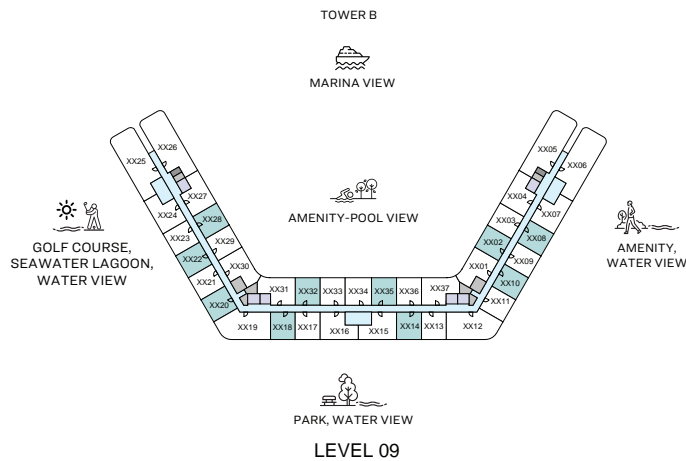 TOWER B
MARINA VIEW
XX26
XX25
XX05
XX06
XX27
XX04
XX24
XX28
XX03
XX07
AMENITY-POOL VIEW
XX23
XX29
XX02
XX08
GOLF COURSE,
SEAWATER LAGOON,
WATER VIEW
AMENITY,
WATER VIEW
XX22
XX30
XX01
XX09
XX21
XX10
XX20
XX31
XX32
XX33
XX34
XX35
XX36
XX37
XX11
XX19
XX18
XX17
XX16
XX15
XX14
XX13
XX12
PARK, WATER VIEW
LEVEL 09